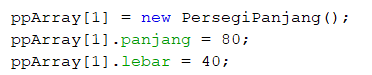 ppArray[1] = new PersegiPanjang();
ppArray[1].panjang = 80;
ppArray[1].lebar = 40;